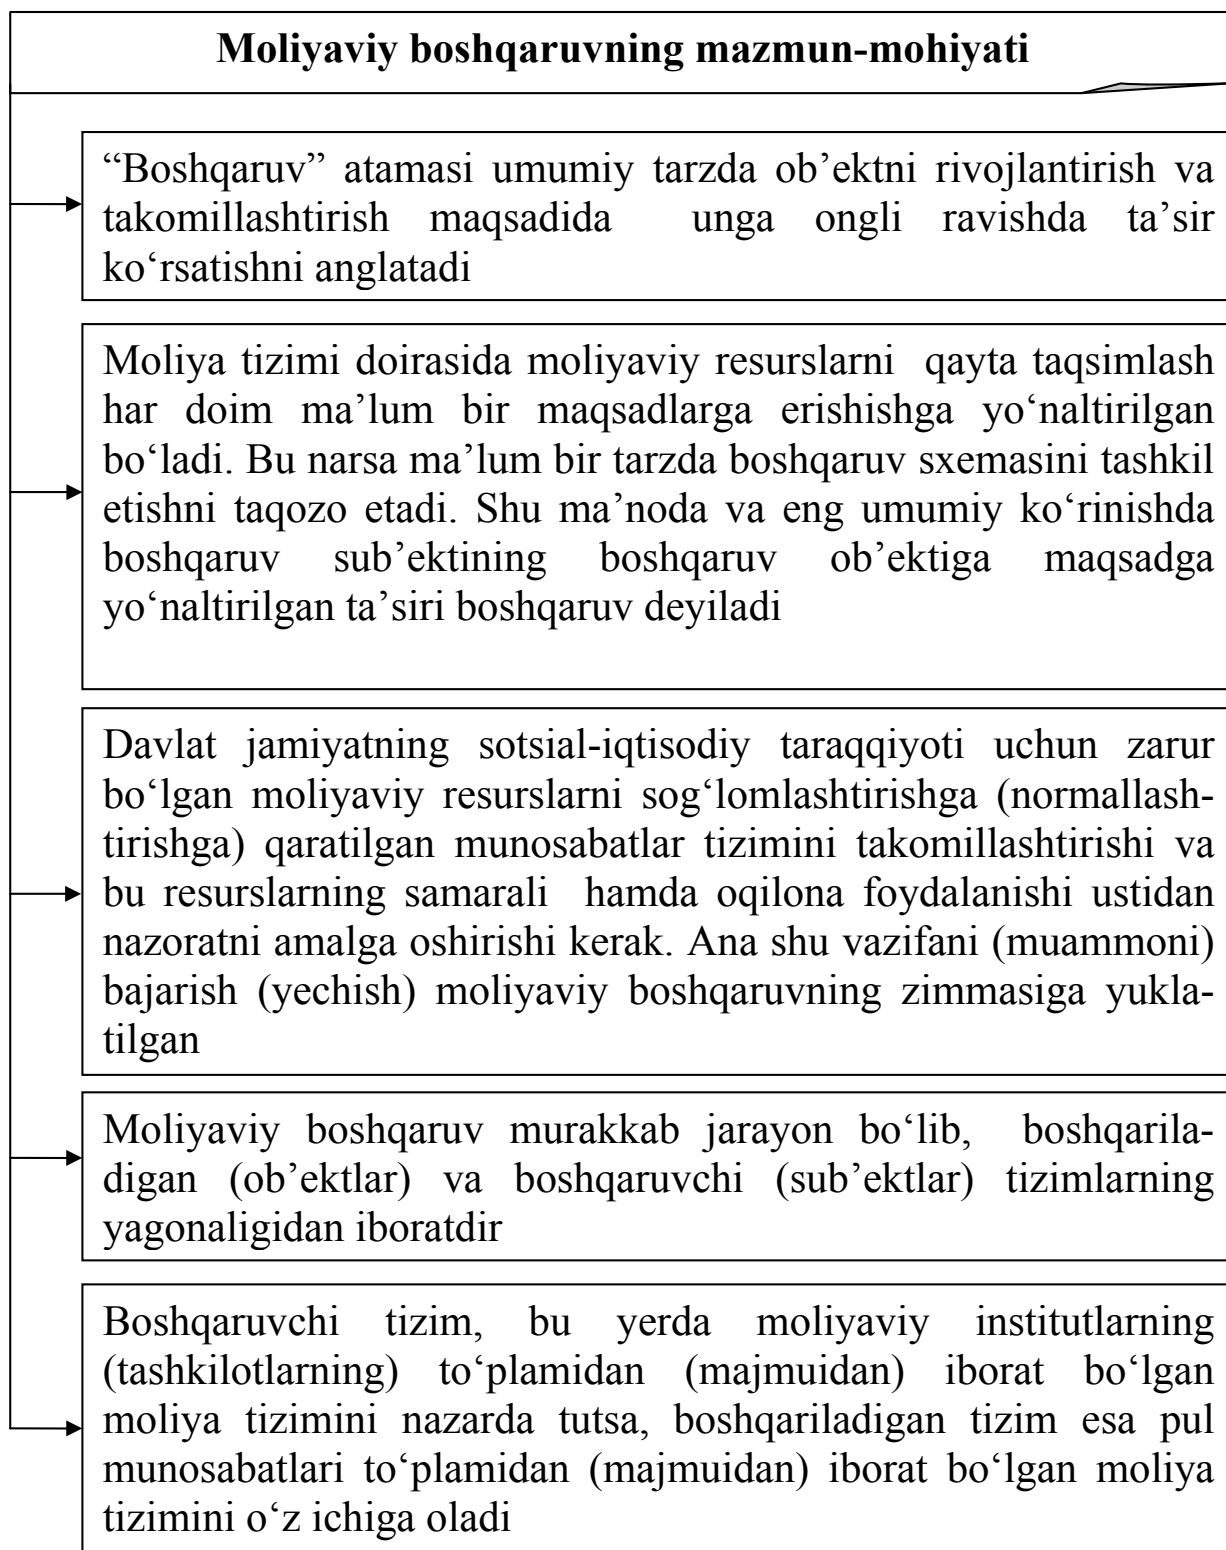 Moliyaviy boshqaruvning mazmun-mohiyati
“Boshqaruv” atamasi umumiy tarzda ob’ektni rivojlantirish va
takomillashtirish maqsadida unga ongli ravishda ta’sir
ko‘rsatishni anglatadi
Moliya tizimi doirasida moliyaviy resurslarni qayta taqsimlash
har doim ma’lum bir maqsadlarga erishishga yo‘naltirilgan
bo‘ladi. Bu narsa ma’lum bir tarzda boshqaruv sxemasini tashkil
etishni taqozo etadi. Shu ma’noda va eng umumiy ko‘rinishda
boshqaruv sub’ektining boshqaruv ob’ektiga maqsadga
yo‘naltirilgan ta’siri boshqaruv deyiladi
Davlat jamiyatning sotsial-iqtisodiy taraqqiyoti uchun zarur
bo‘lgan moliyaviy resurslarni sog‘lomlashtirishga (normallash-
tirishga) qaratilgan munosabatlar tizimini takomillashtirishi va
bu resurslarning samarali hamda oqilona foydalanishi ustidan
nazoratni amalga oshirishi kerak. Ana shu vazifani (muammoni)
bajarish (yechish) moliyaviy boshqaruvning zimmasiga yukla-
tilgan
Moliyaviy boshqaruv murakkab jarayon bo‘lib, boshqarila-
digan (ob’ektlar) va boshqaruvchi (sub’ektlar) tizimlarning
yagonaligidan iboratdir
Boshqaruvchi tizim, bu yerda moliyaviy institutlarning
(tashkilotlarning) to‘plamidan (majmuidan) iborat bo‘lgan
moliya tizimini nazarda tutsa, boshqariladigan tizim esa pul
munosabatlari to‘plamidan (majmuidan) iborat bo‘lgan moliya
tizimini o‘z ichiga oladi